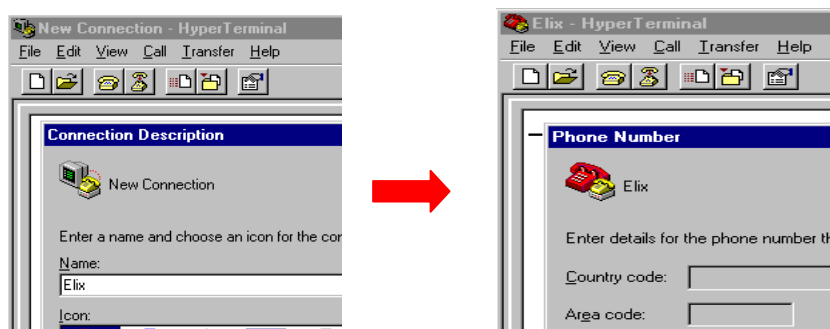 New Connection - HyperTerminal
File Edit View Call Transfer Help
Connection Description
New Connection
Enter a name and choose an icon for the
Name:
Elix
Icon:
Elix - HyperTerminal
File Edit View Call Transfer Help
Phone Number
Elix
Enter details for the phone number
Country code:
Area code: